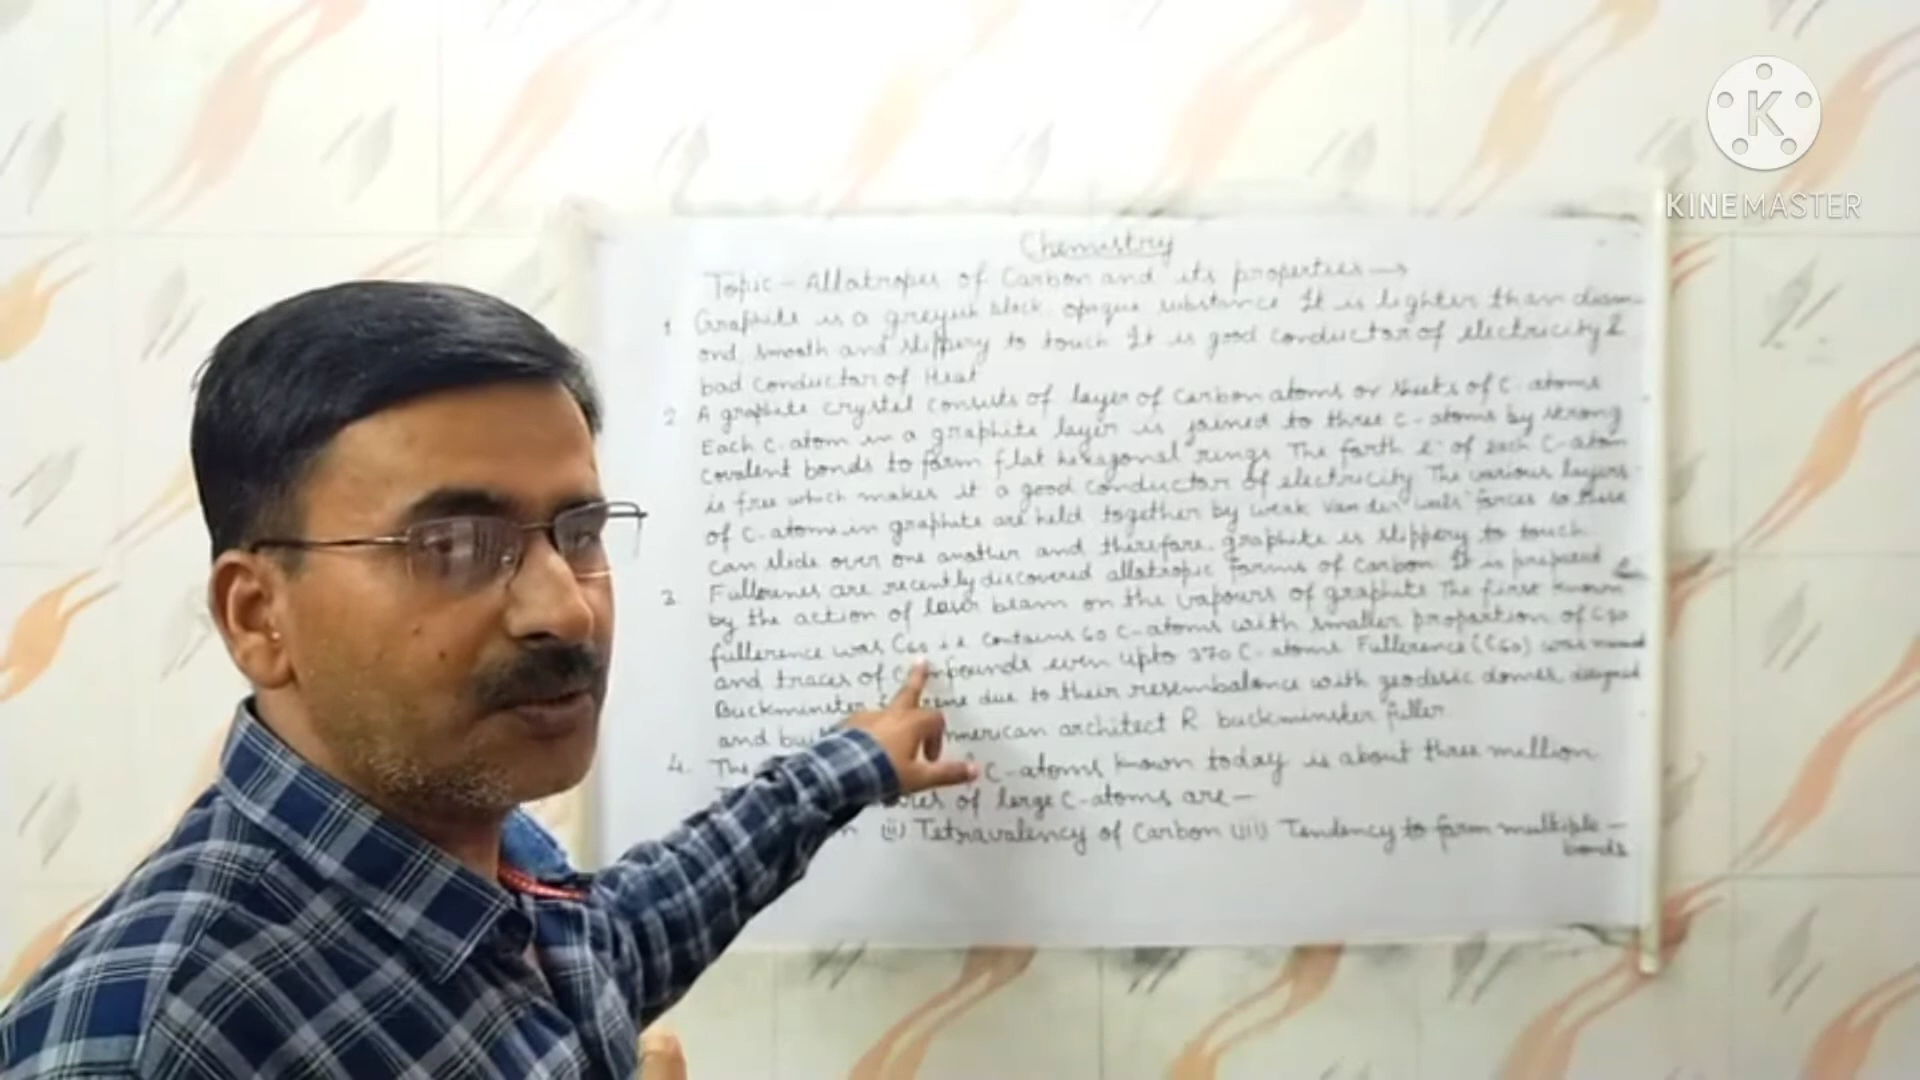 K
KINEMASTER
Chemistry
Topic - Allotropes of Carbon and its properties →
1. Graphite is a greyish black, opaque substance It is lighter than diam-
ond, smooth and slippery to touch It is good conductor of electricity &
bad conductor of Heat
2 A graphite crystal consists of layer of Carbon atoms or sheets of C. atoms
Each C. atom in a graphite layer is joined to three C - atoms by strong
covalent bonds to form flat hexagonal rings The forth e⁻ of each C-atom
is free which makes it a good conductor of electricity The various layers
of C. atoms in graphite are held together by weak Van der waals' forces so these
can slide over one another and therefore, graphite is slippery to touch
3 are recently discovered allotropic forms of Carbon It is prepared
by the action of laser beam on the vapours of graphite The first known
fullerence was C60 i.e. contains 60 C-atoms with smaller proportion of
and traces of even upto 370 C-atoms Fullerence (C60) was
Buckminster due to their with geodesic domes, designed
and American architect R buckminster fuller
4. The C-atoms known today is about three million
of large C-atoms are —
(ii) Tetravalency of Carbon (iii) Tendency to form multiple —
bonds